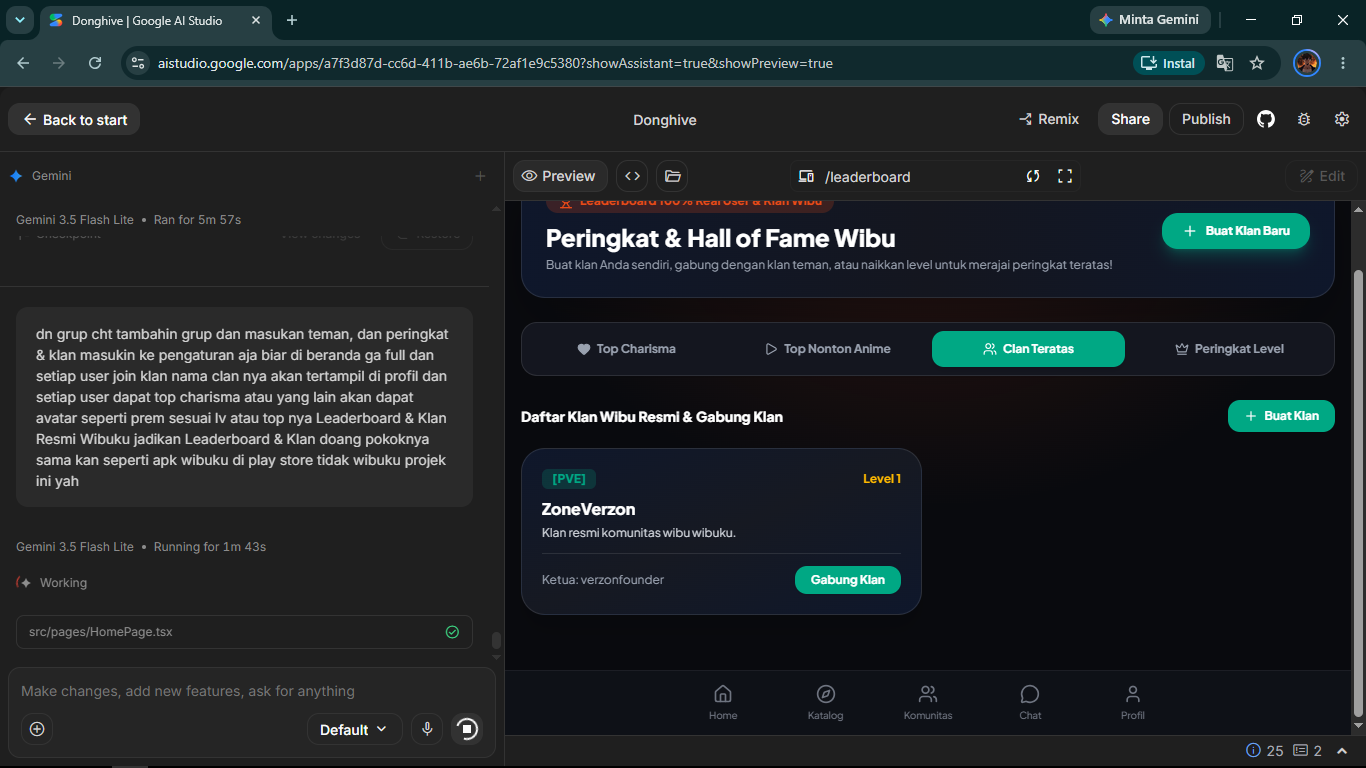 Donghive | Google AI Studio
Minta Gemini
aistudio.google.com/apps/a7f3d87d-cc6d-411b-ae6b-72af1e9c5380?showAssistant=true&showPreview=true
Instal
Back to start
Donghive
Remix
Share
Publish
Gemini
Preview
/leaderboard
Edit
Gemini 3.5 Flash Lite • Ran for 5m 57s
Checkpoint
View changes
Restore
dn grup cht tambahin grup dan masukan teman, dan peringkat
& klan masukin ke pengaturan aja biar di beranda ga full dan
setiap user join klan nama clan nya akan tertampil di profil dan
setiap user dapat top charisma atau yang lain akan dapat
avatar seperti prem sesuai lv atau top nya Leaderboard & Klan
Resmi Wibuku jadikan Leaderboard & Klan doang pokoknya
sama kan seperti apk wibuku di play store tidak wibuku projek
ini yah
Gemini 3.5 Flash Lite • Running for 1m 43s
Working
src/pages/HomePage.tsx
Make changes, add new features, ask for anything
Default
Leaderboard 100% Real User & Klan Wibu
Peringkat & Hall of Fame Wibu
Buat klan Anda sendiri, gabung dengan klan teman, atau naikkan level untuk merajai peringkat teratas!
Buat Klan Baru
Top Charisma
Top Nonton Anime
Clan Teratas
Peringkat Level
Daftar Klan Wibu Resmi & Gabung Klan
Buat Klan
[PVE]
Level 1
ZoneVerzon
Klan resmi komunitas wibu wibuku.
Ketua: verzonfounder
Gabung Klan
Home
Katalog
Komunitas
Chat
Profil
25
2